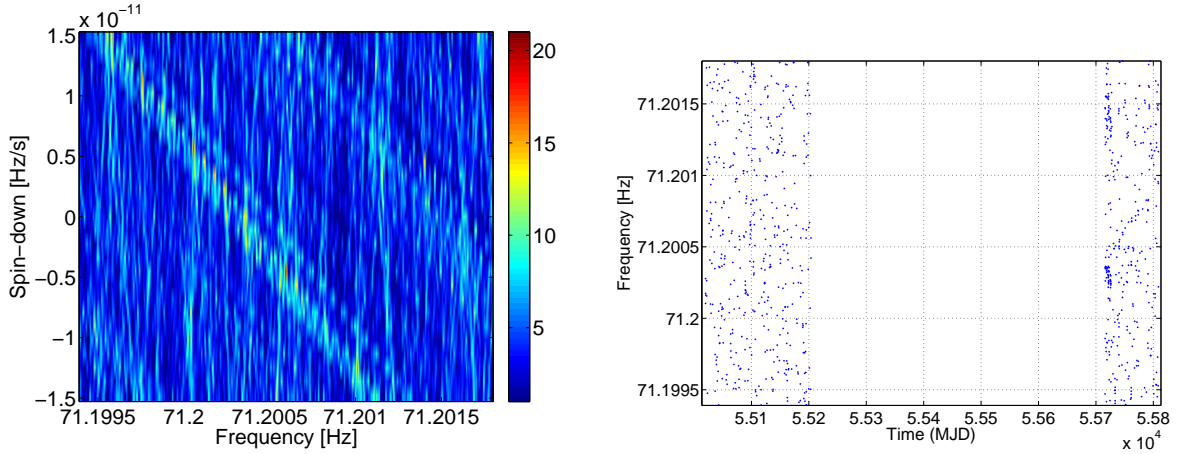 x 10⁻¹¹
1.5
1
0.5
0
−0.5
−1
−1.5
Spin−down [Hz/s]
71.1995 71.2 71.2005 71.201 71.2015
Frequency [Hz]
20
15
10
5
71.2015
71.201
71.2005
71.2
71.1995
Frequency [Hz]
5.51 5.52 5.53 5.54 5.55 5.56 5.57 5.58
Time (MJD)
x 10⁴